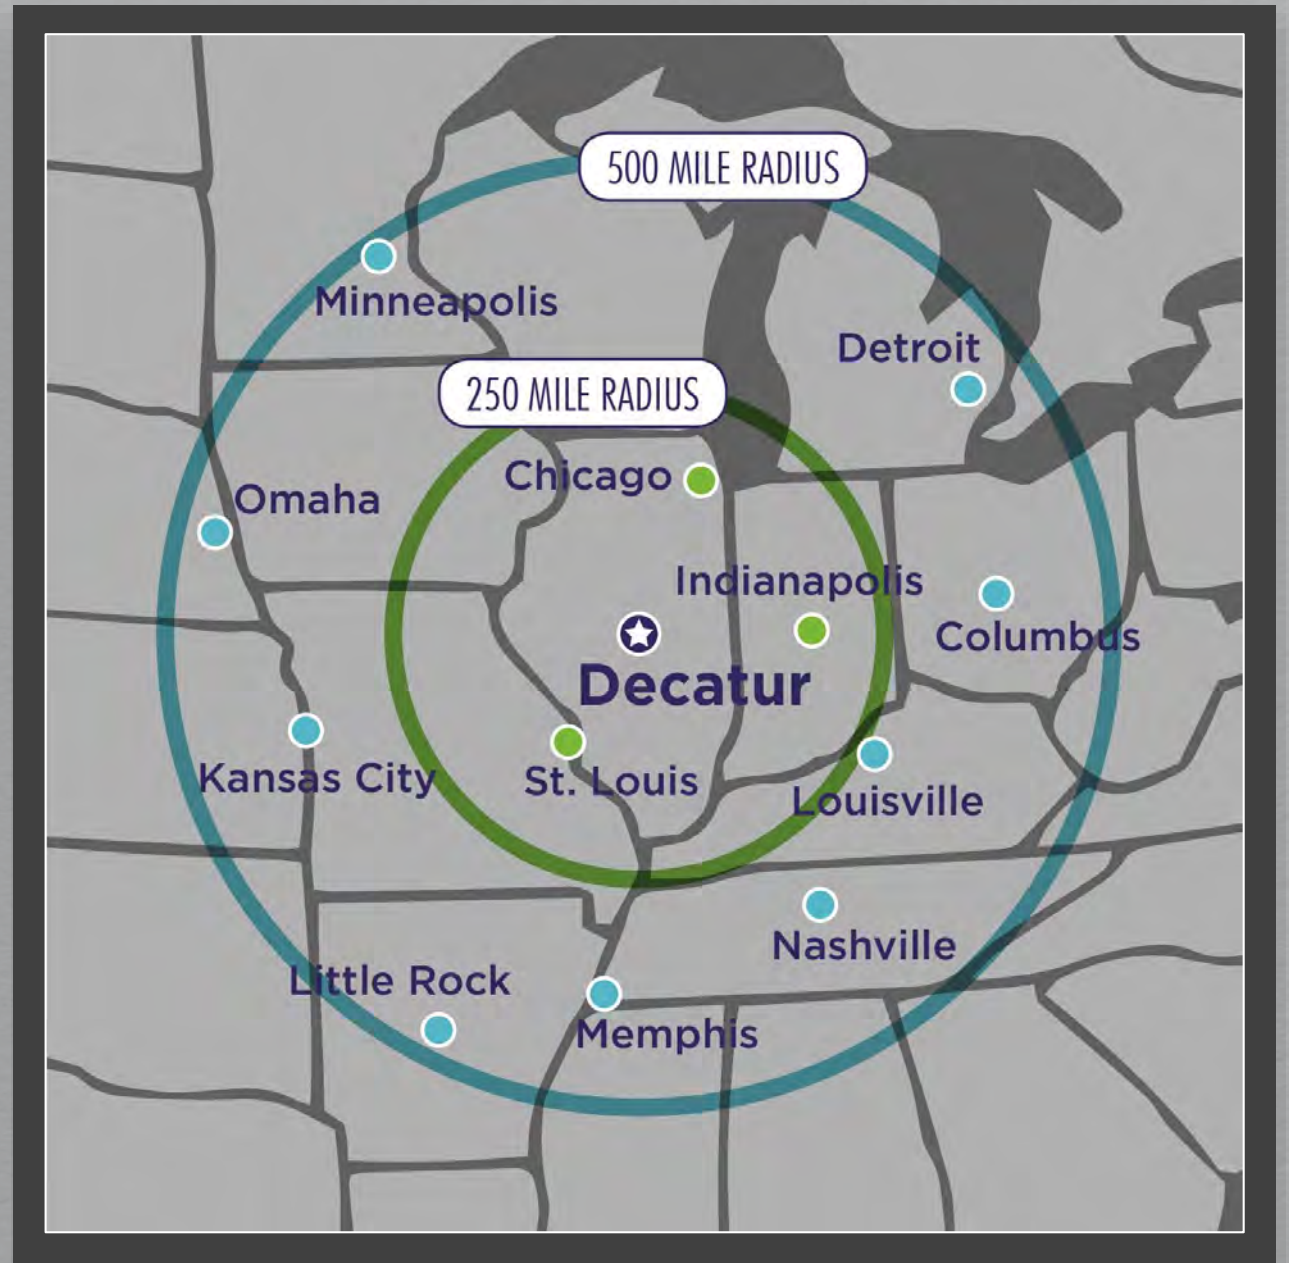 500 MILE RADIUS
Minneapolis
Detroit
250 MILE RADIUS
Chicago
Omaha
Indianapolis
Columbus
Decatur
Kansas City
St. Louis
Louisville
Nashville
Little Rock
Memphis